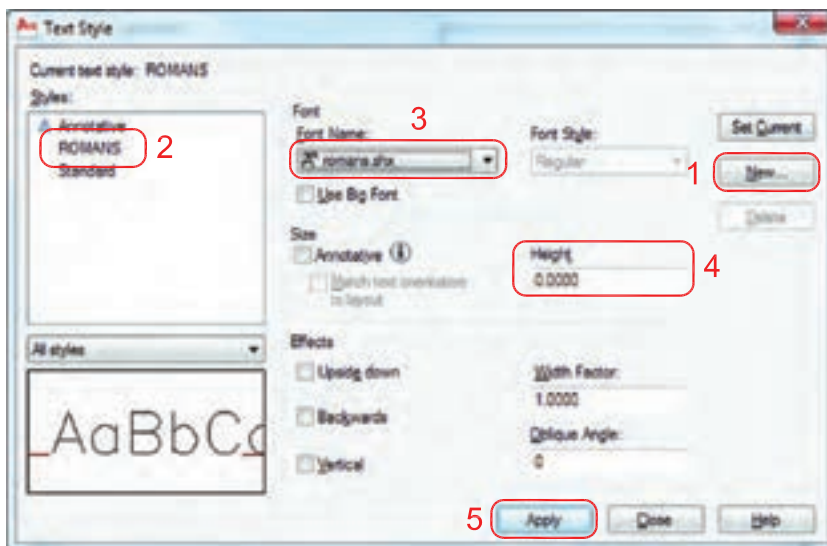 Text Style
Current text style: ROMANS
Styles:
Annotative
ROMANS
Standard
2
All styles
AaBbCc
Font
Font Name:
3
romans.shx
Use Big Font
Font Style:
Regular
Size
Annotative
Match text orientation
to layout
Height
0.0000
4
Effects
Upside down
Backwards
Vertical
Width Factor:
1.0000
Oblique Angle:
0
Set Current
1
New...
Delete
5
Apply
Close
Help